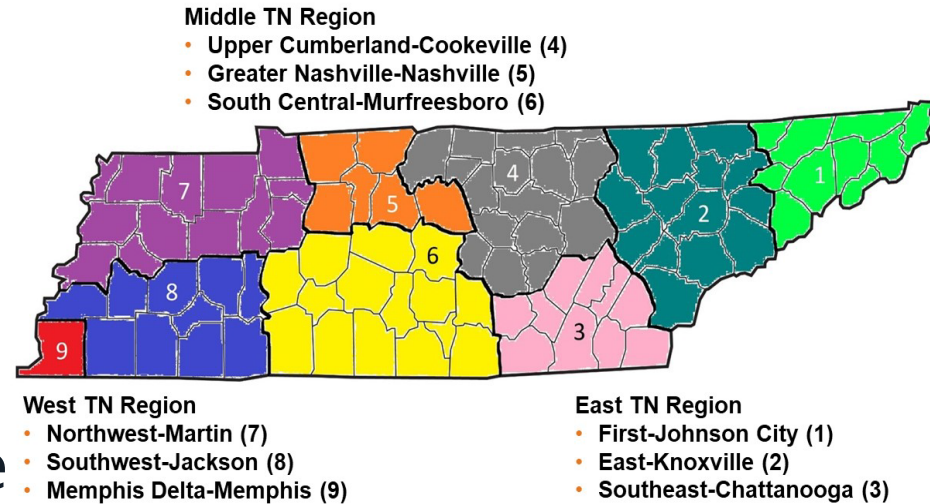 Middle TN Region
• Upper Cumberland-Cookeville (4)
• Greater Nashville-Nashville (5)
• South Central-Murfreesboro (6)
1
4
7
5
2
6
8
3
9
West TN Region
• Northwest-Martin (7)
• Southwest-Jackson (8)
• Memphis Delta-Memphis (9)
e
East TN Region
• First-Johnson City (1)
• East-Knoxville (2)
• Southeast-Chattanooga (3)